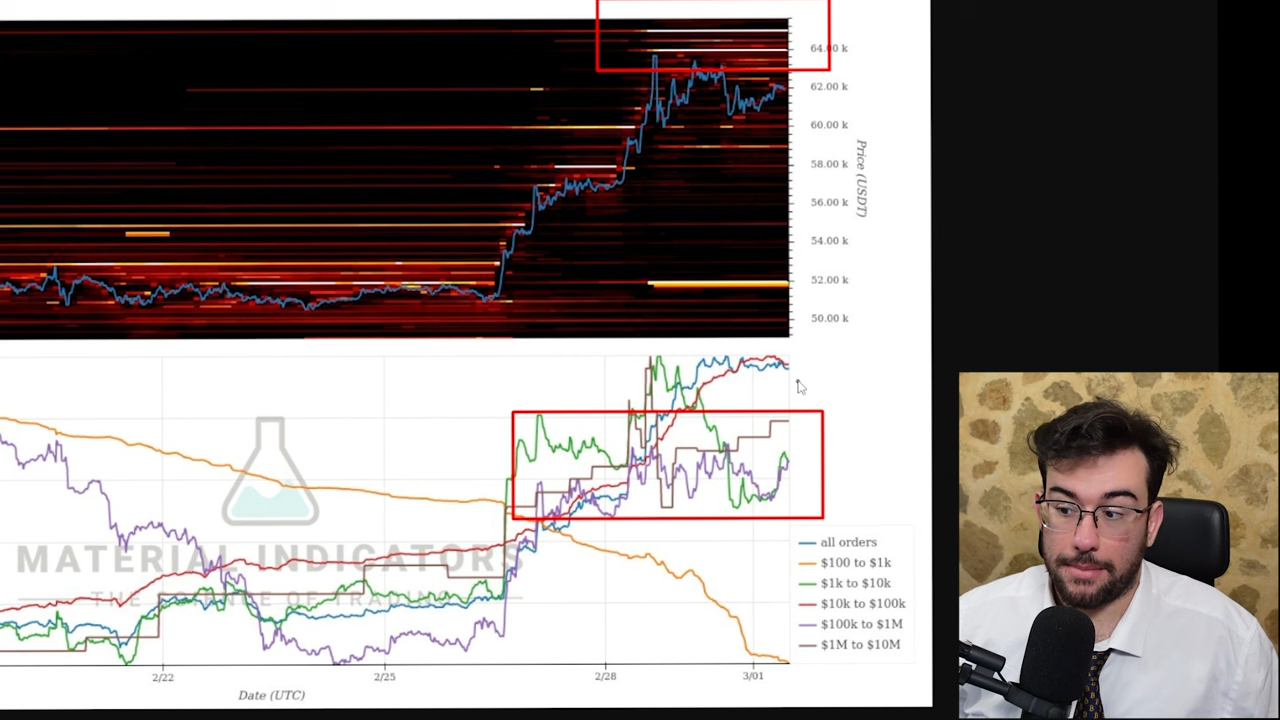 64.00 k
62.00 k
60.00 k
58.00 k
56.00 k
54.00 k
52.00 k
50.00 k
Price (USDT)
MATERIAL INDICATORS
all orders
$100 to $1k
$1k to $10k
$10k to $100k
$100k to $1M
$1M to $10M
2/22
2/25
2/28
3/01
Date (UTC)